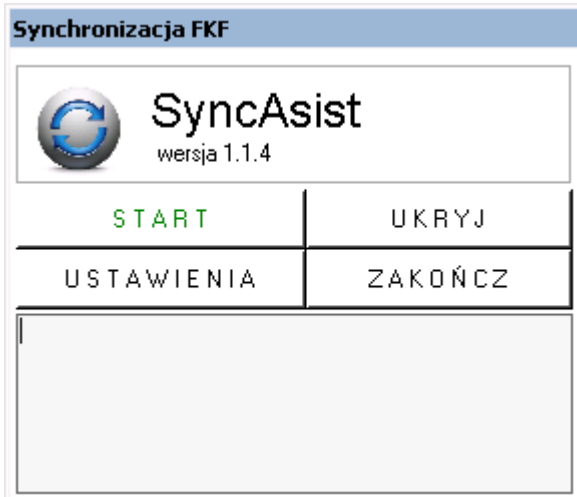 Synchronizacja FKF
SyncAsist
wersja 1.1.4
START UKRYJ
USTAWIENIA ZAKOŃCZ